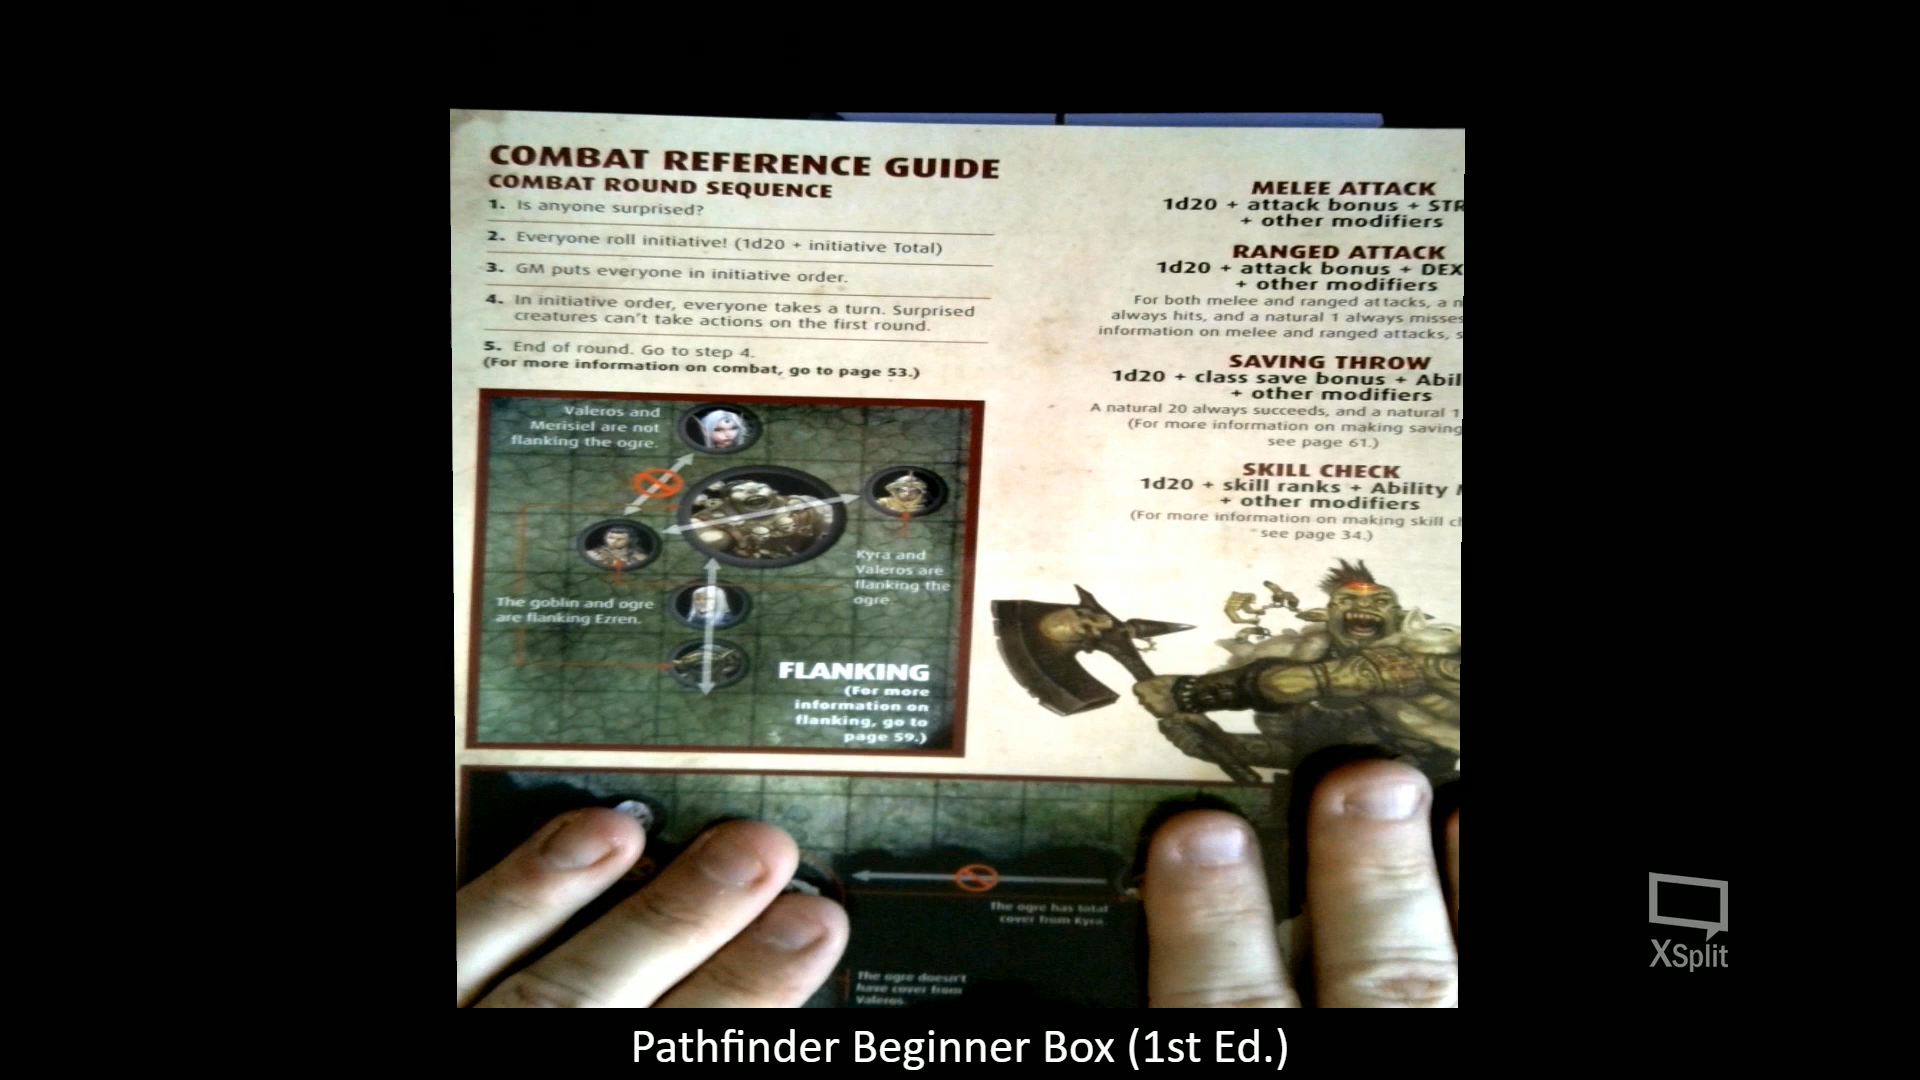 COMBAT REFERENCE GUIDE
COMBAT ROUND SEQUENCE
1. Is anyone surprised?
2. Everyone roll initiative! (1d20 + initiative Total)
3. GM puts everyone in initiative order.
4. In initiative order, everyone takes a turn. Surprised
creatures can't take actions on the first round.
5. End of round. Go to step 4.
(For more information on combat, go to page 53.)
Valeros and
Merisiel are not
flanking the ogre.
Kyra and
Valeros are
flanking the
ogre
The goblin and ogre
are flanking Ezren.
FLANKING
(For more
information on
flanking, go to
page 59.)
MELEE ATTACK
1d20 + attack bonus + STR
+ other modifiers
RANGED ATTACK
1d20 + attack bonus + DEX
+ other modifiers
For both melee and ranged attacks, a
always hits, and a natural 1 always misses
information on melee and ranged attacks,
SAVING THROW
1d20 + class save bonus + Abil
+ other modifiers
A natural 20 always succeeds, and a natural 1
(For more information on making saving
see page 61.)
SKILL CHECK
1d20 + skill ranks + Ability
+ other modifiers
(For more information on making skill
see page 34.)
The ogre has total
cover from Kyra.
The ogre doesn't
have cover from
Valeros.
XSplit
Pathfinder Beginner Box (1st Ed.)